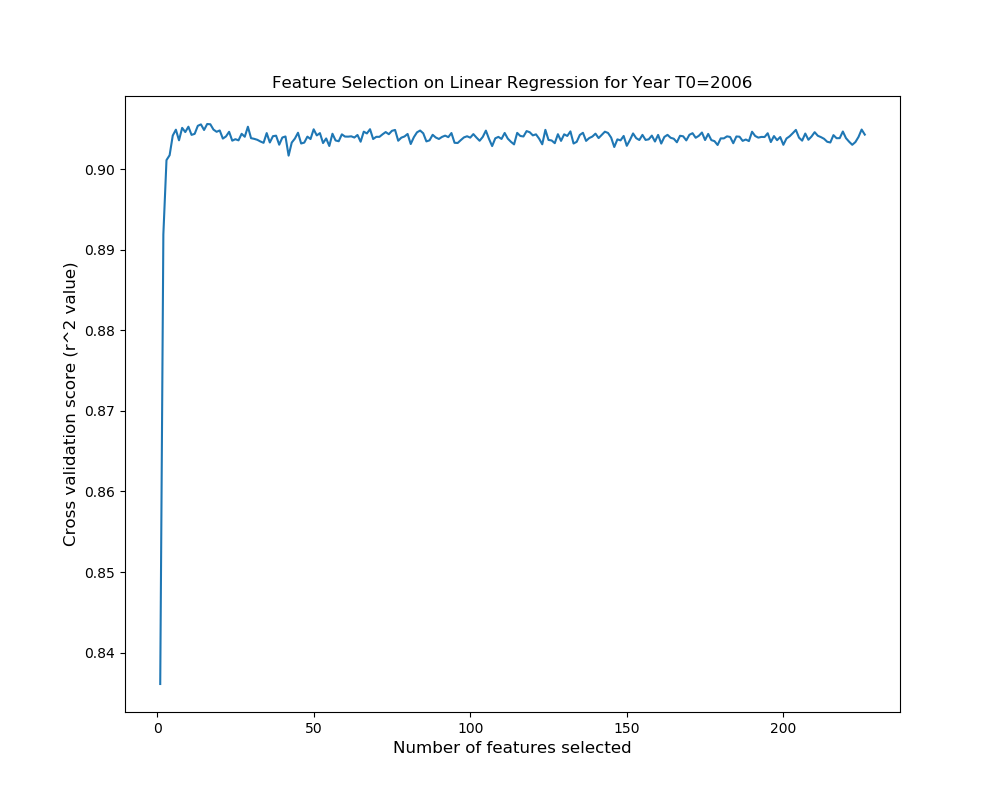 Feature Selection on Linear Regression for Year T0=2006
0.90
0.89
0.88
0.87
0.86
0.85
0.84
Cross validation score (r^2 value)
0 50 100 150 200
Number of features selected